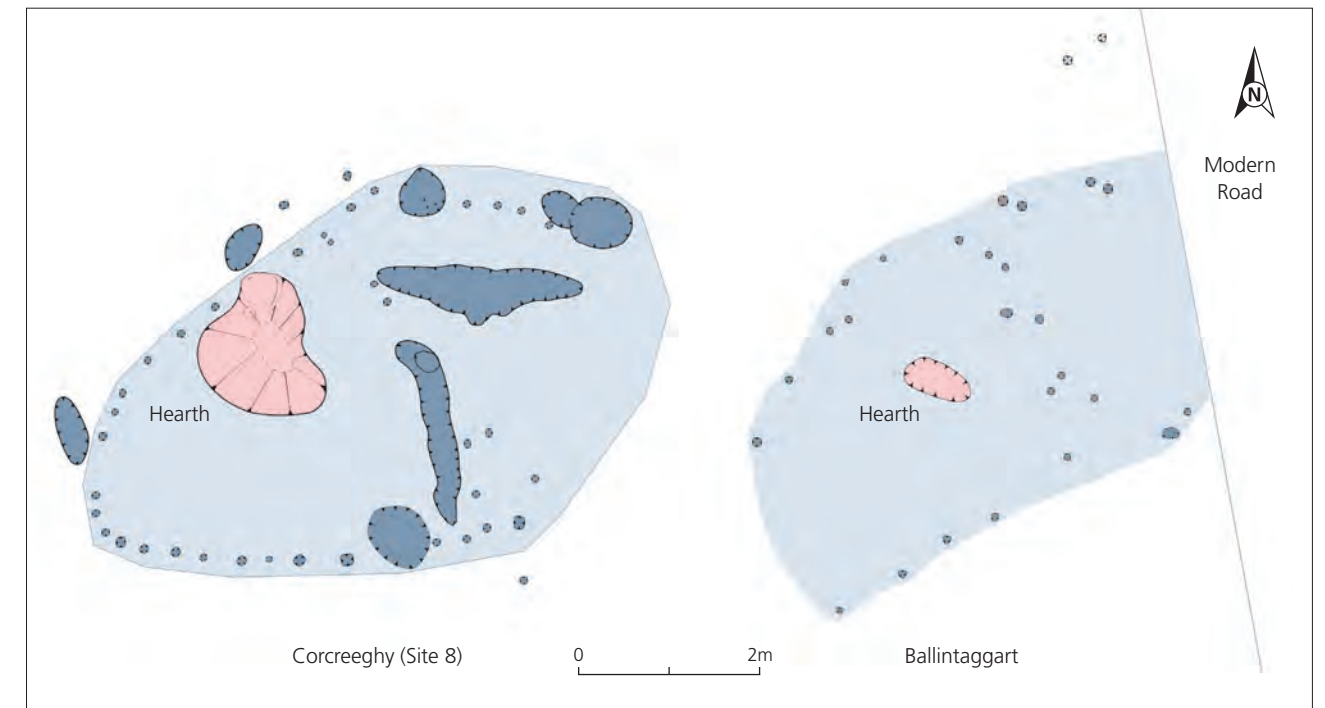 N
Modern
Road
Hearth
Hearth
Corcreeghy (Site 8)
0
2m
Ballintaggart